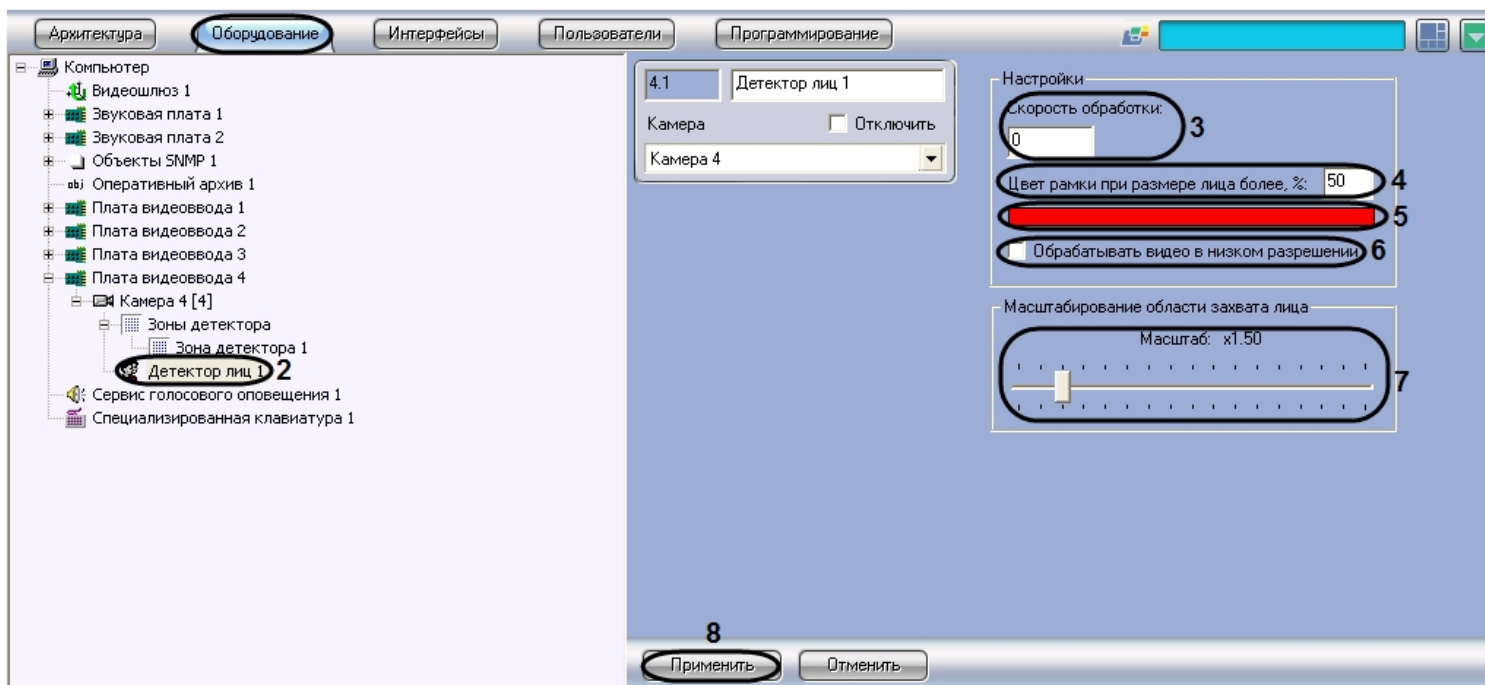 Архитектура Оборудование Интерфейсы Пользователи Программирование
Компьютер
Видеошлюз 1
Звуковая плата 1
Звуковая плата 2
Объекты SNMP 1
obj Оперативный архив 1
Плата видеоввода 1
Плата видеоввода 2
Плата видеоввода 3
Плата видеоввода 4
Камера 4 [4]
Зоны детектора
Зона детектора 1
Детектор лиц 1 2
Сервис голосового оповещения 1
Специализированная клавиатура 1
4.1 Детектор лиц 1
Камера Отключить
Камера 4
Настройки
Скорость обработки:
0 3
Цвет рамки при размере лица более, %: 50 4
5
Обрабатывать видео в низком разрешении 6
Масштабирование области захвата лица
Масштаб: x1.50
7
8
Применить Отменить